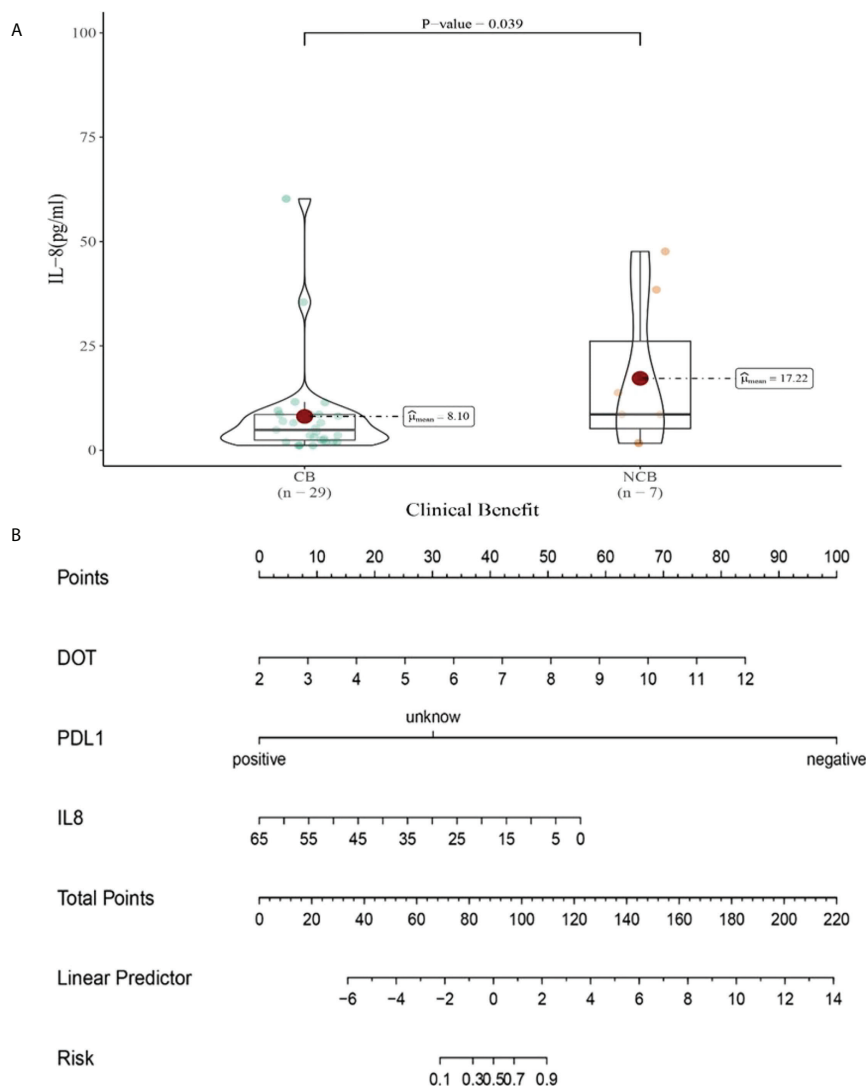 A
P−value − 0.039
100
75
50
25
0
IL−8(pg/ml)
μ̂mean − 8.10
μ̂mean = 17.22
CB
(n − 29)
NCB
(n − 7)
Clinical Benefit
B
Points
0 10 20 30 40 50 60 70 80 90 100
DOT
2 3 4 5 6 7 8 9 10 11 12
PDL1
unknow
positive negative
IL8
65 55 45 35 25 15 5 0
Total Points
0 20 40 60 80 100 120 140 160 180 200 220
Linear Predictor
−6 −4 −2 0 2 4 6 8 10 12 14
Risk
0.1 0.30.50.7 0.9